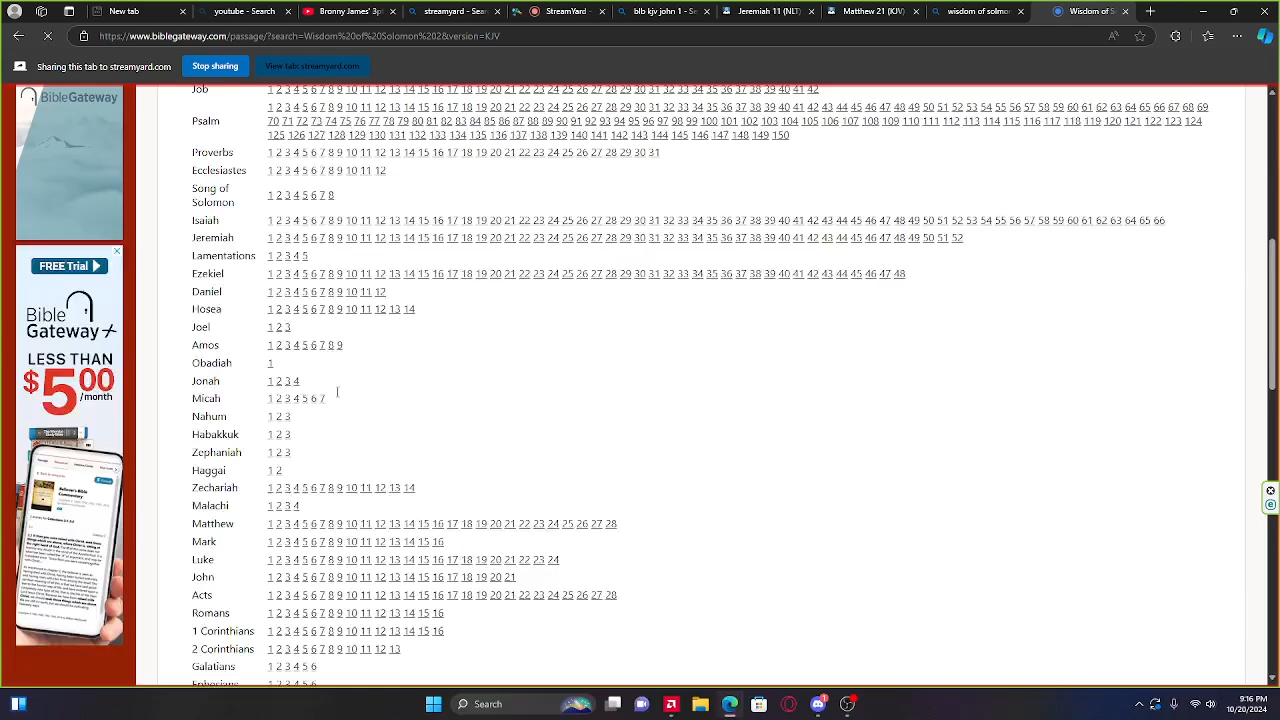 Search -
YouTube
James' 3pt
streamyard - Sear
StreamYard -
blb kjv john 1 - Se
Jeremiah 11 (NLT)
Matthew 21 (KJV)
wisdom of solomo
Wisdom of S
https://www.biblegateway.com/passage/?search=Wisdom%20of%20Solomon%202&version=KJV
Sharing this tab to streamyard.com
Stop sharing
View tab: streamyard.com
BibleGateway
FREE Trial
Bible
Gateway+
LESS THAN
$5.00
/month
Job 1 2 3 4 5 6 7 8 9 10 11 12 13 14 15 16 17 18 19 20 21 22 23 24 25 26 27 28 29 30 31 32 33 34 35 36 37 38 39 40 41 42
1 2 3 4 5 6 7 8 9 10 11 12 13 14 15 16 17 18 19 20 21 22 23 24 25 26 27 28 29 30 31 32 33 34 35 36 37 38 39 40 41 42 43 44 45 46 47 48 49 50 51 52 53 54 55 56 57 58 59 60 61 62 63 64 65 66 67 68 69
Psalm 70 71 72 73 74 75 76 77 78 79 80 81 82 83 84 85 86 87 88 89 90 91 92 93 94 95 96 97 98 99 100 101 102 103 104 105 106 107 108 109 110 111 112 113 114 115 116 117 118 119 120 121 122 123 124
125 126 127 128 129 130 131 132 133 134 135 136 137 138 139 140 141 142 143 144 145 146 147 148 149 150
Proverbs 1 2 3 4 5 6 7 8 9 10 11 12 13 14 15 16 17 18 19 20 21 22 23 24 25 26 27 28 29 30 31
Ecclesiastes 1 2 3 4 5 6 7 8 9 10 11 12
Song of
Solomon 1 2 3 4 5 6 7 8
Isaiah 1 2 3 4 5 6 7 8 9 10 11 12 13 14 15 16 17 18 19 20 21 22 23 24 25 26 27 28 29 30 31 32 33 34 35 36 37 38 39 40 41 42 43 44 45 46 47 48 49 50 51 52 53 54 55 56 57 58 59 60 61 62 63 64 65 66
Jeremiah 1 2 3 4 5 6 7 8 9 10 11 12 13 14 15 16 17 18 19 20 21 22 23 24 25 26 27 28 29 30 31 32 33 34 35 36 37 38 39 40 41 42 43 44 45 46 47 48 49 50 51 52
Lamentations 1 2 3 4 5
Ezekiel 1 2 3 4 5 6 7 8 9 10 11 12 13 14 15 16 17 18 19 20 21 22 23 24 25 26 27 28 29 30 31 32 33 34 35 36 37 38 39 40 41 42 43 44 45 46 47 48
Daniel 1 2 3 4 5 6 7 8 9 10 11 12
Hosea 1 2 3 4 5 6 7 8 9 10 11 12 13 14
Joel 1 2 3
Amos 1 2 3 4 5 6 7 8 9
Obadiah 1
Jonah 1 2 3 4
Micah 1 2 3 4 5 6 7
Nahum 1 2 3
Habakkuk 1 2 3
Zephaniah 1 2 3
Haggai 1 2
Zechariah 1 2 3 4 5 6 7 8 9 10 11 12 13 14
Malachi 1 2 3 4
Matthew 1 2 3 4 5 6 7 8 9 10 11 12 13 14 15 16 17 18 19 20 21 22 23 24 25 26 27 28
Mark 1 2 3 4 5 6 7 8 9 10 11 12 13 14 15 16
Luke 1 2 3 4 5 6 7 8 9 10 11 12 13 14 15 16 17 18 19 20 21 22 23 24
John 1 2 3 4 5 6 7 8 9 10 11 12 13 14 15 16 17 18 19 20 21
Acts 1 2 3 4 5 6 7 8 9 10 11 12 13 14 15 16 17 18 19 20 21 22 23 24 25 26 27 28
Romans 1 2 3 4 5 6 7 8 9 10 11 12 13 14 15 16
1 Corinthians 1 2 3 4 5 6 7 8 9 10 11 12 13 14 15 16
2 Corinthians 1 2 3 4 5 6 7 8 9 10 11 12 13
Galatians 1 2 3 4 5 6
Ephesians 1 2 3 4 5 6
Search
9:16 PM
10/20/2024